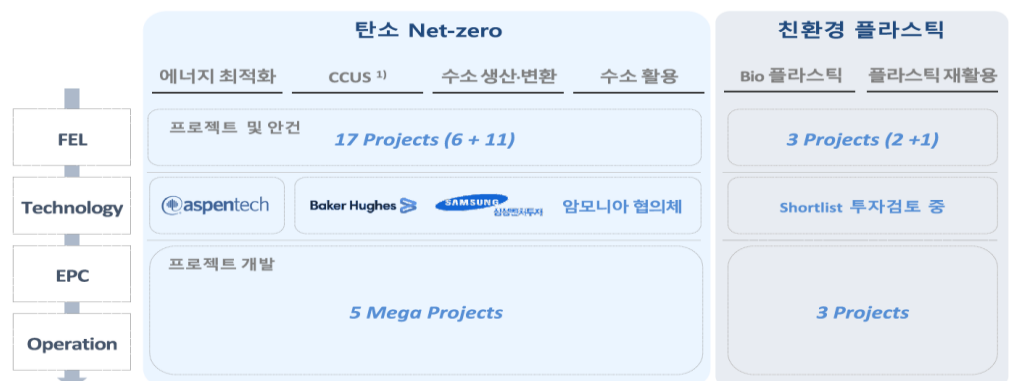 탄소 Net-zero
친환경 플라스틱
에너지 최적화
CCUS 1)
수소 생산·변환
수소 활용
Bio 플라스틱
플라스틱 재활용
FEL
프로젝트 및 안건
17 Projects (6 + 11)
3 Projects (2 +1)
Technology
aspentech
Baker Hughes
SAMSUNG
삼성벤처투자
암모니아 협의체
Shortlist 투자검토 중
EPC
프로젝트 개발
5 Mega Projects
3 Projects
Operation